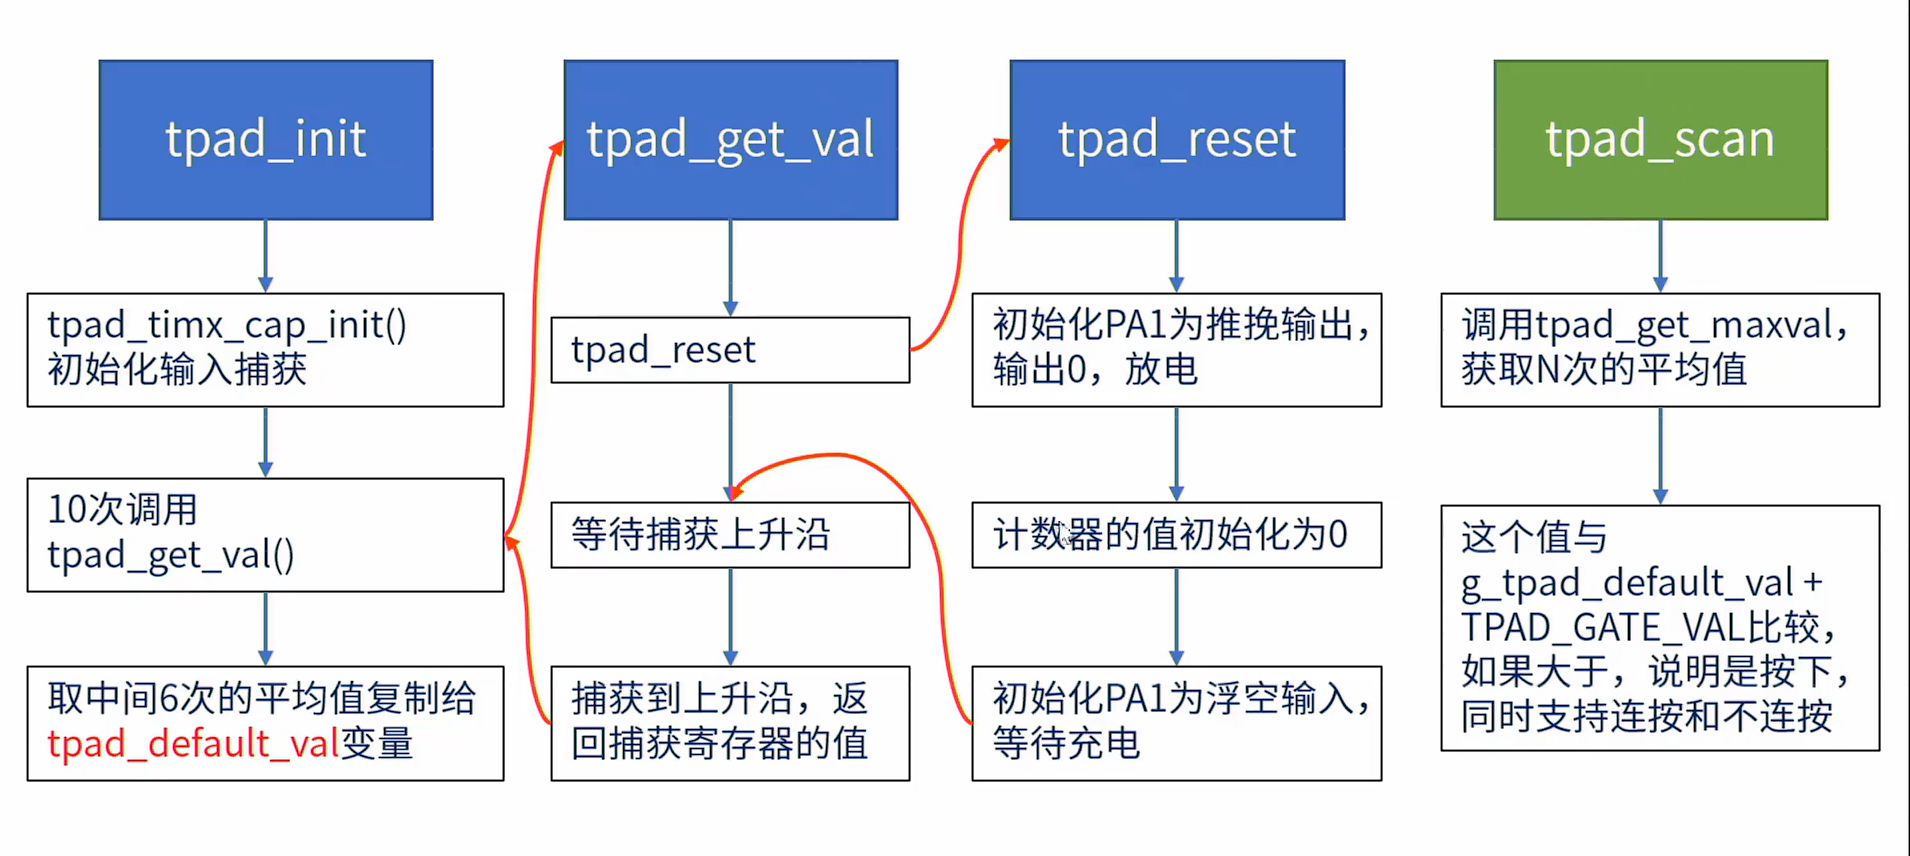 tpad_init
tpad_timx_cap_init()
初始化输入捕获
10次调用
tpad_get_val()
取中间6次的平均值复制给
tpad_default_val变量
tpad_get_val
tpad_reset
等待捕获上升沿
捕获到上升沿，返
回捕获寄存器的值
tpad_reset
初始化PA1为推挽输出，
输出0，放电
计数器的值初始化为0
初始化PA1为浮空输入，
等待充电
tpad_scan
调用tpad_get_maxval，
获取N次的平均值
这个值与
g_tpad_default_val +
TPAD_GATE_VAL比较，
如果大于，说明是按下，
同时支持连按和不连按